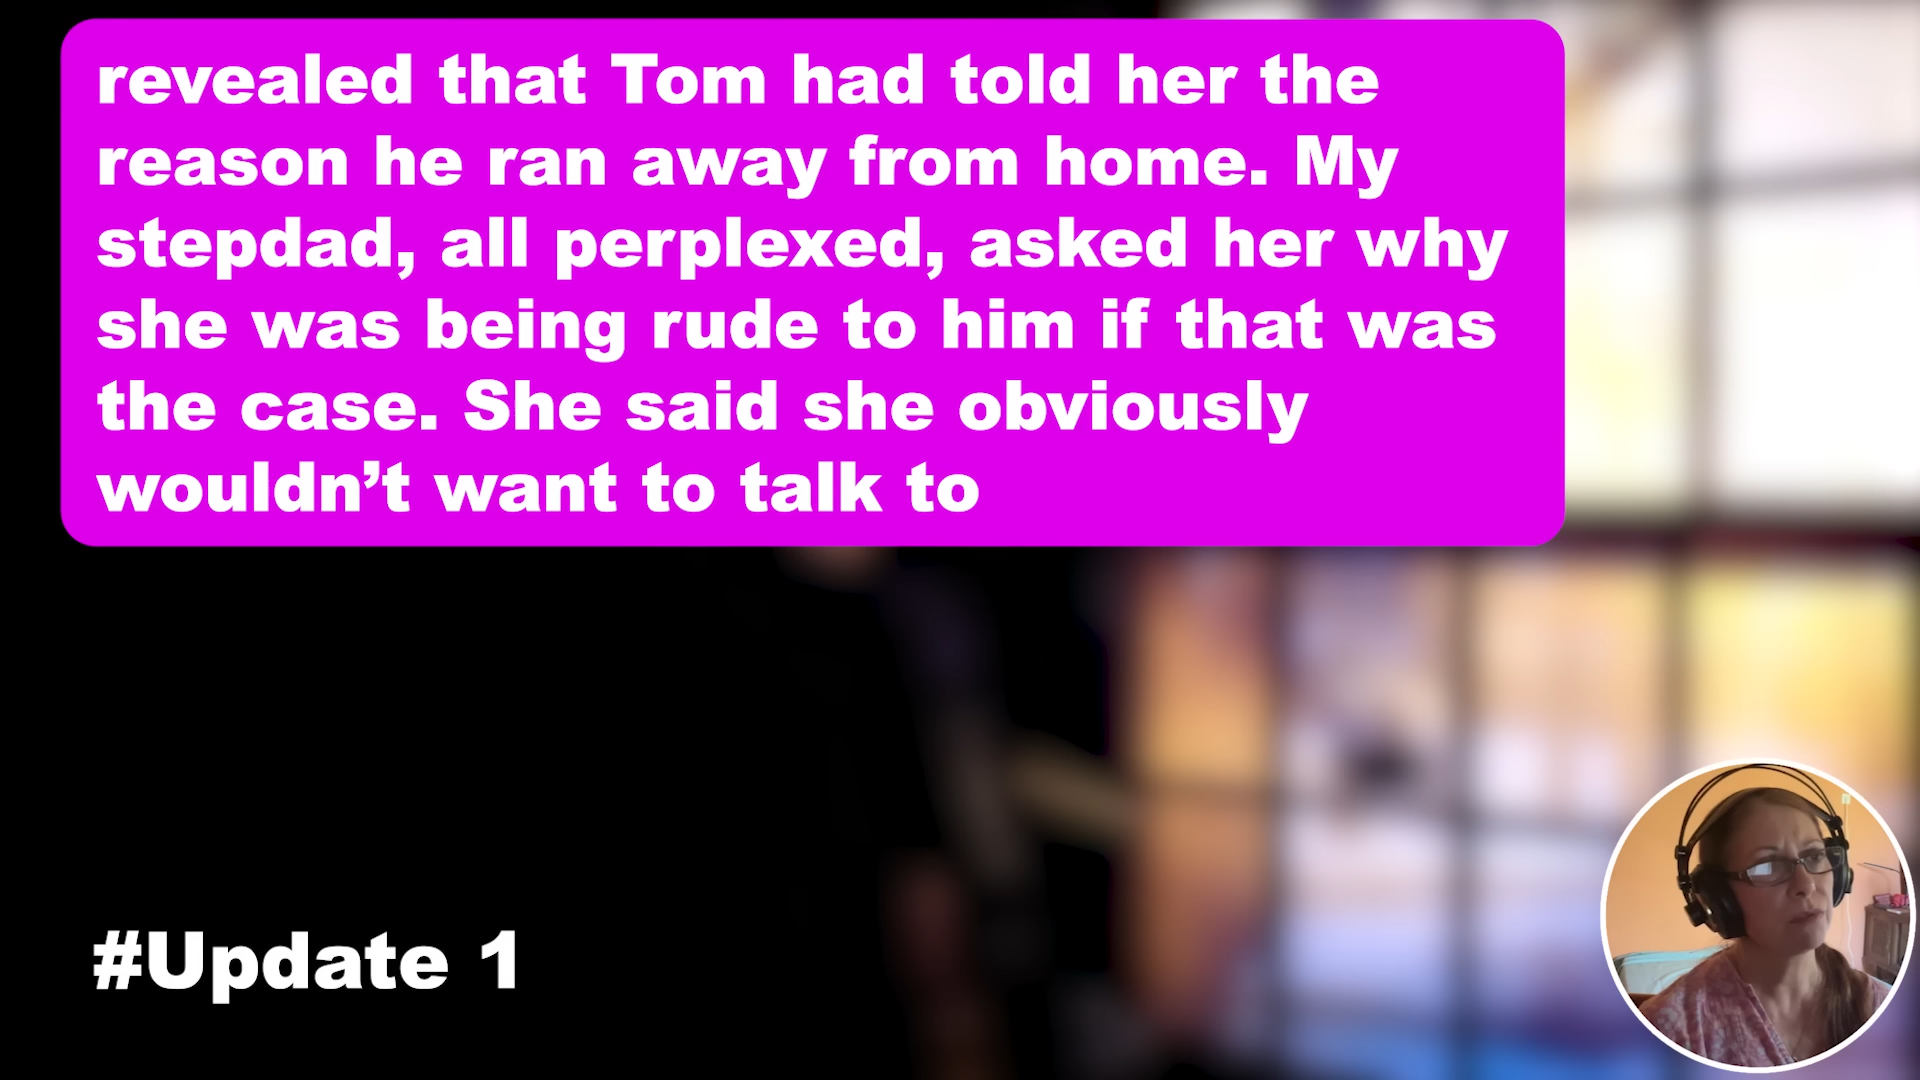 revealed that Tom had told her the
reason he ran away from home. My
stepdad, all perplexed, asked her why
she was being rude to him if that was
the case. She said she obviously
wouldn’t want to talk to
#Update 1